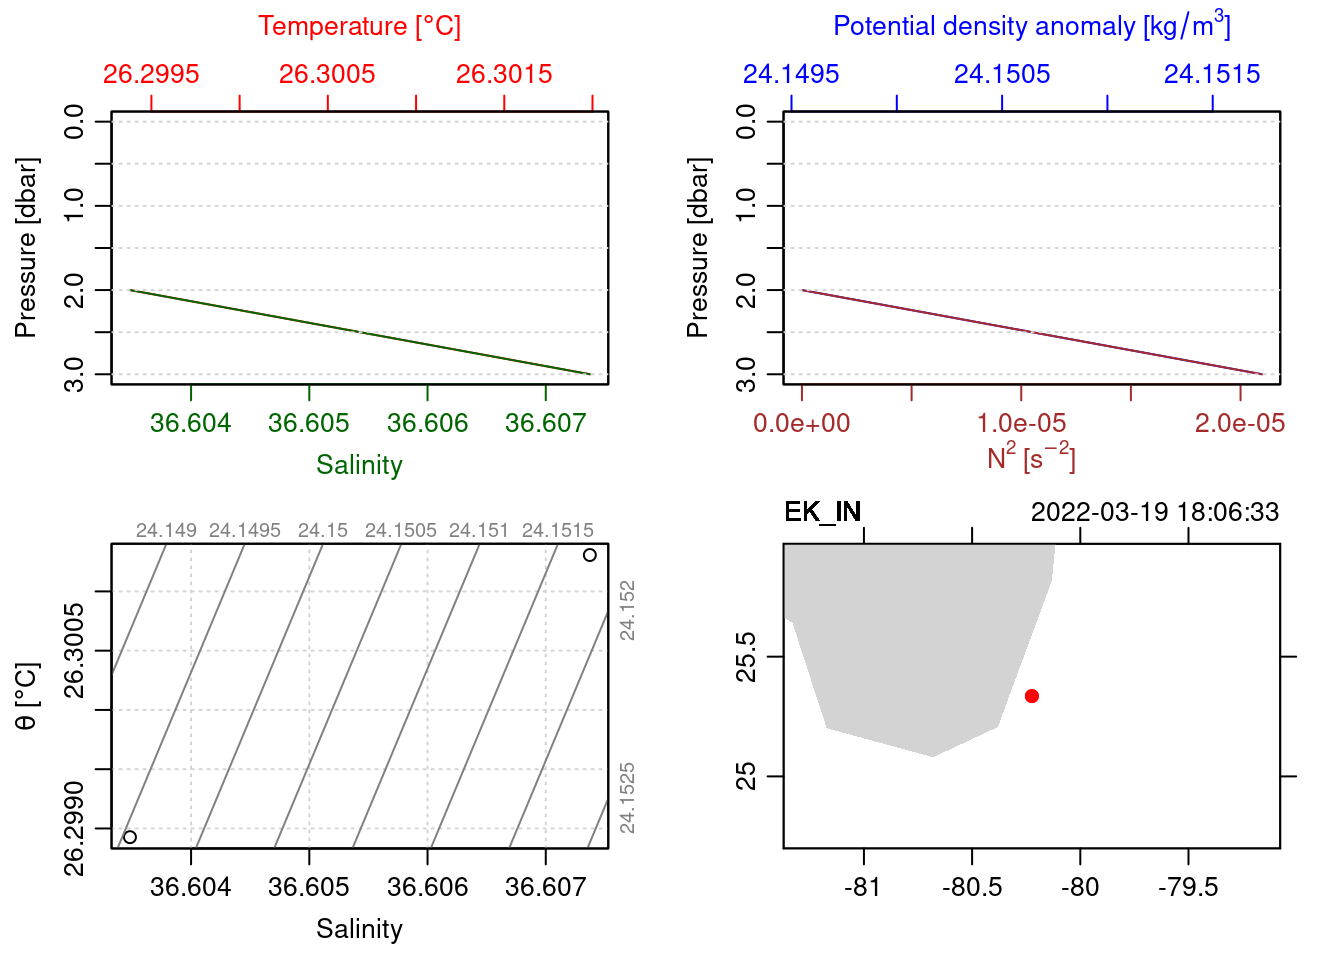 Temperature [°C]
26.2995 26.3005 26.3015
Pressure [dbar]
0.0 1.0 2.0 3.0
36.604 36.605 36.606 36.607
Salinity
Potential density anomaly [kg/m³]
24.1495 24.1505 24.1515
Pressure [dbar]
0.0 1.0 2.0 3.0
0.0e+00 1.0e-05 2.0e-05
N² [s⁻²]
24.149 24.1495 24.15 24.1505 24.151 24.1515
24.152
24.1525
θ [°C]
26.3005
26.2990
36.604 36.605 36.606 36.607
Salinity
EK_IN 2022-03-19 18:06:33
25.5
25
-81 -80.5 -80 -79.5